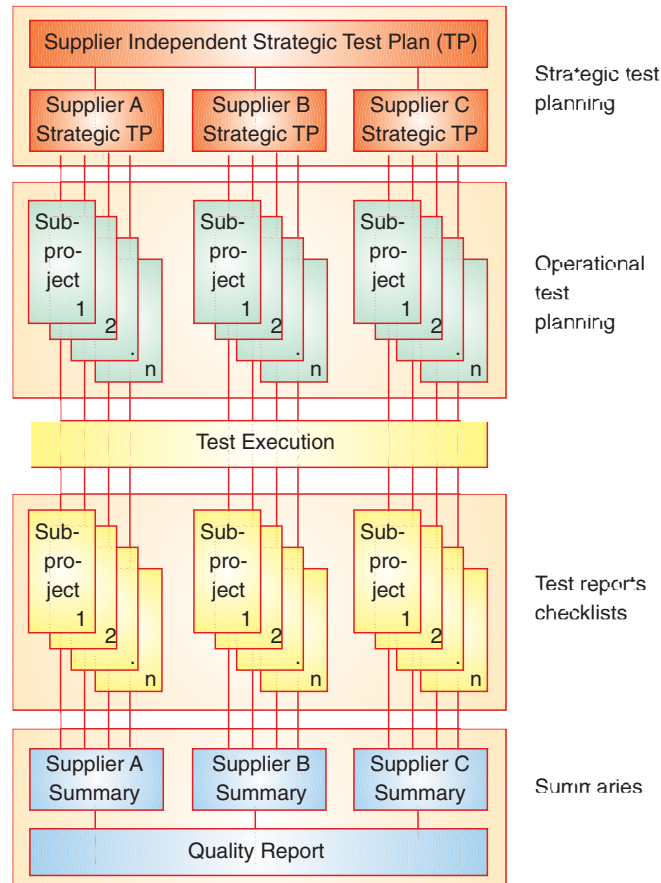 Supplier Independent Strategic Test Plan (TP)
Supplier A
Strategic TP
Supplier B
Strategic TP
Supplier C
Strategic TP
Strategic test
planning
Sub-
pro-
ject
1
2
.
n
Sub-
pro-
ject
1
2
.
n
Sub-
pro-
ject
1
2
.
n
Operational
test
planning
Test Execution
Sub-
pro-
ject
1
2
.
n
Sub-
pro-
ject
1
2
.
n
Sub-
pro-
ject
1
2
.
n
Test reports
checklists
Supplier A
Summary
Supplier B
Summary
Supplier C
Summary
Summaries
Quality Report